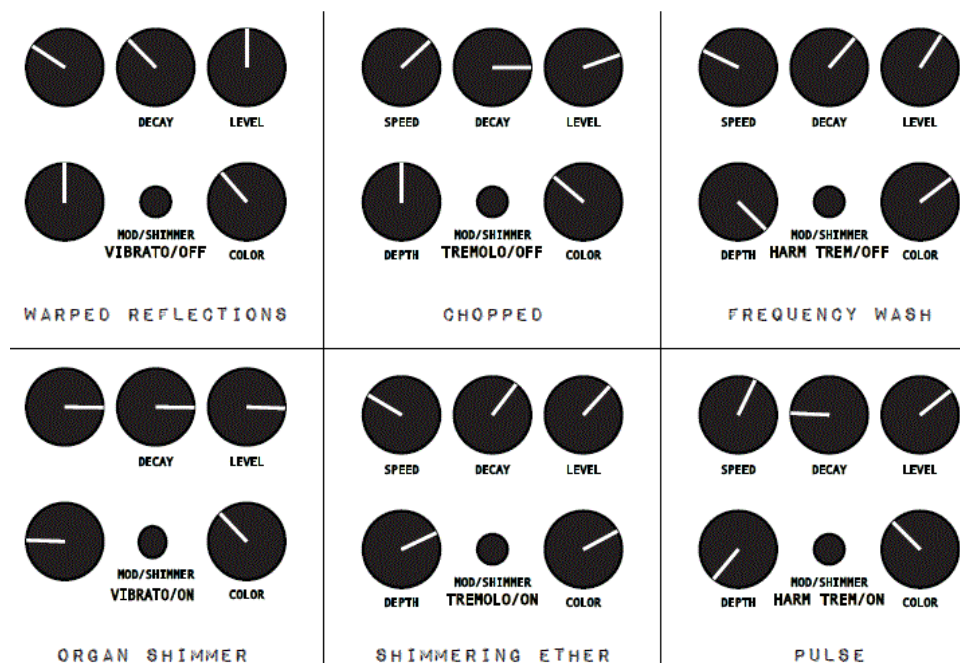 DECAY LEVEL
MOD/SHIMMER
VIBRATO/OFF COLOR
WARPED REFLECTIONS
SPEED DECAY LEVEL
DEPTH MOD/SHIMMER
TREMOLO/OFF COLOR
CHOPPED
SPEED DECAY LEVEL
DEPTH MOD/SHIMMER
HARM TREM/OFF COLOR
FREQUENCY WASH
DECAY LEVEL
MOD/SHIMMER
VIBRATO/ON COLOR
ORGAN SHIMMER
SPEED DECAY LEVEL
DEPTH MOD/SHIMMER
TREMOLO/ON COLOR
SHIMMERING ETHER
SPEED DECAY LEVEL
DEPTH MOD/SHIMMER
HARM TREM/ON COLOR
PULSE